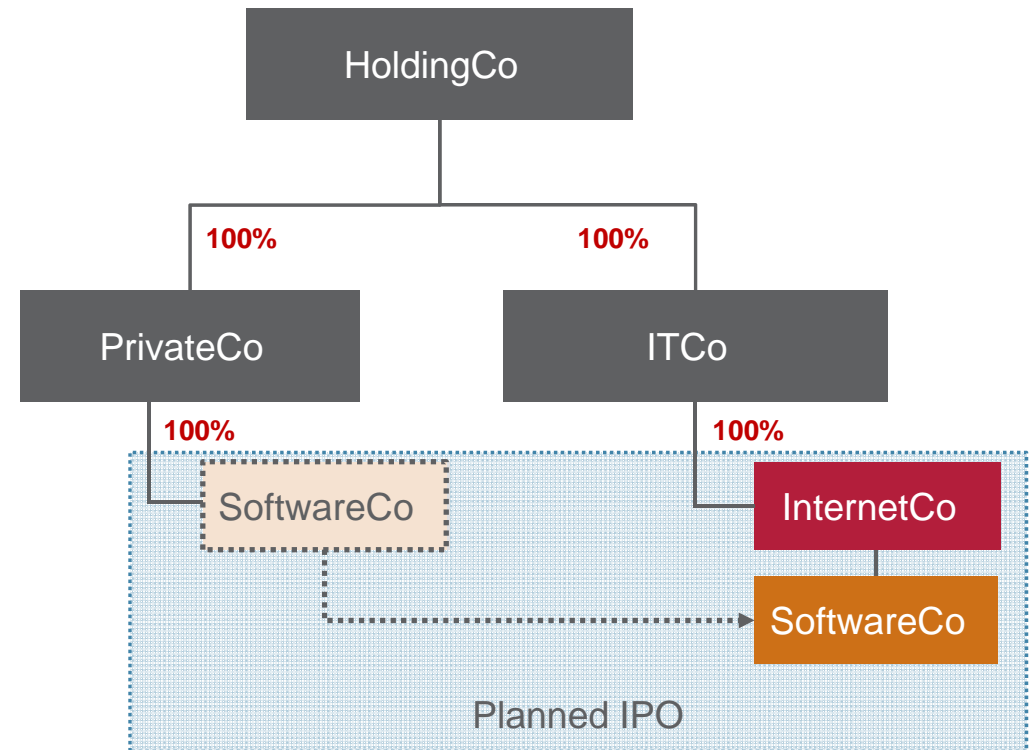 HoldingCo
100%
100%
PrivateCo
ITCo
100%
100%
SoftwareCo
InternetCo
SoftwareCo
Planned IPO